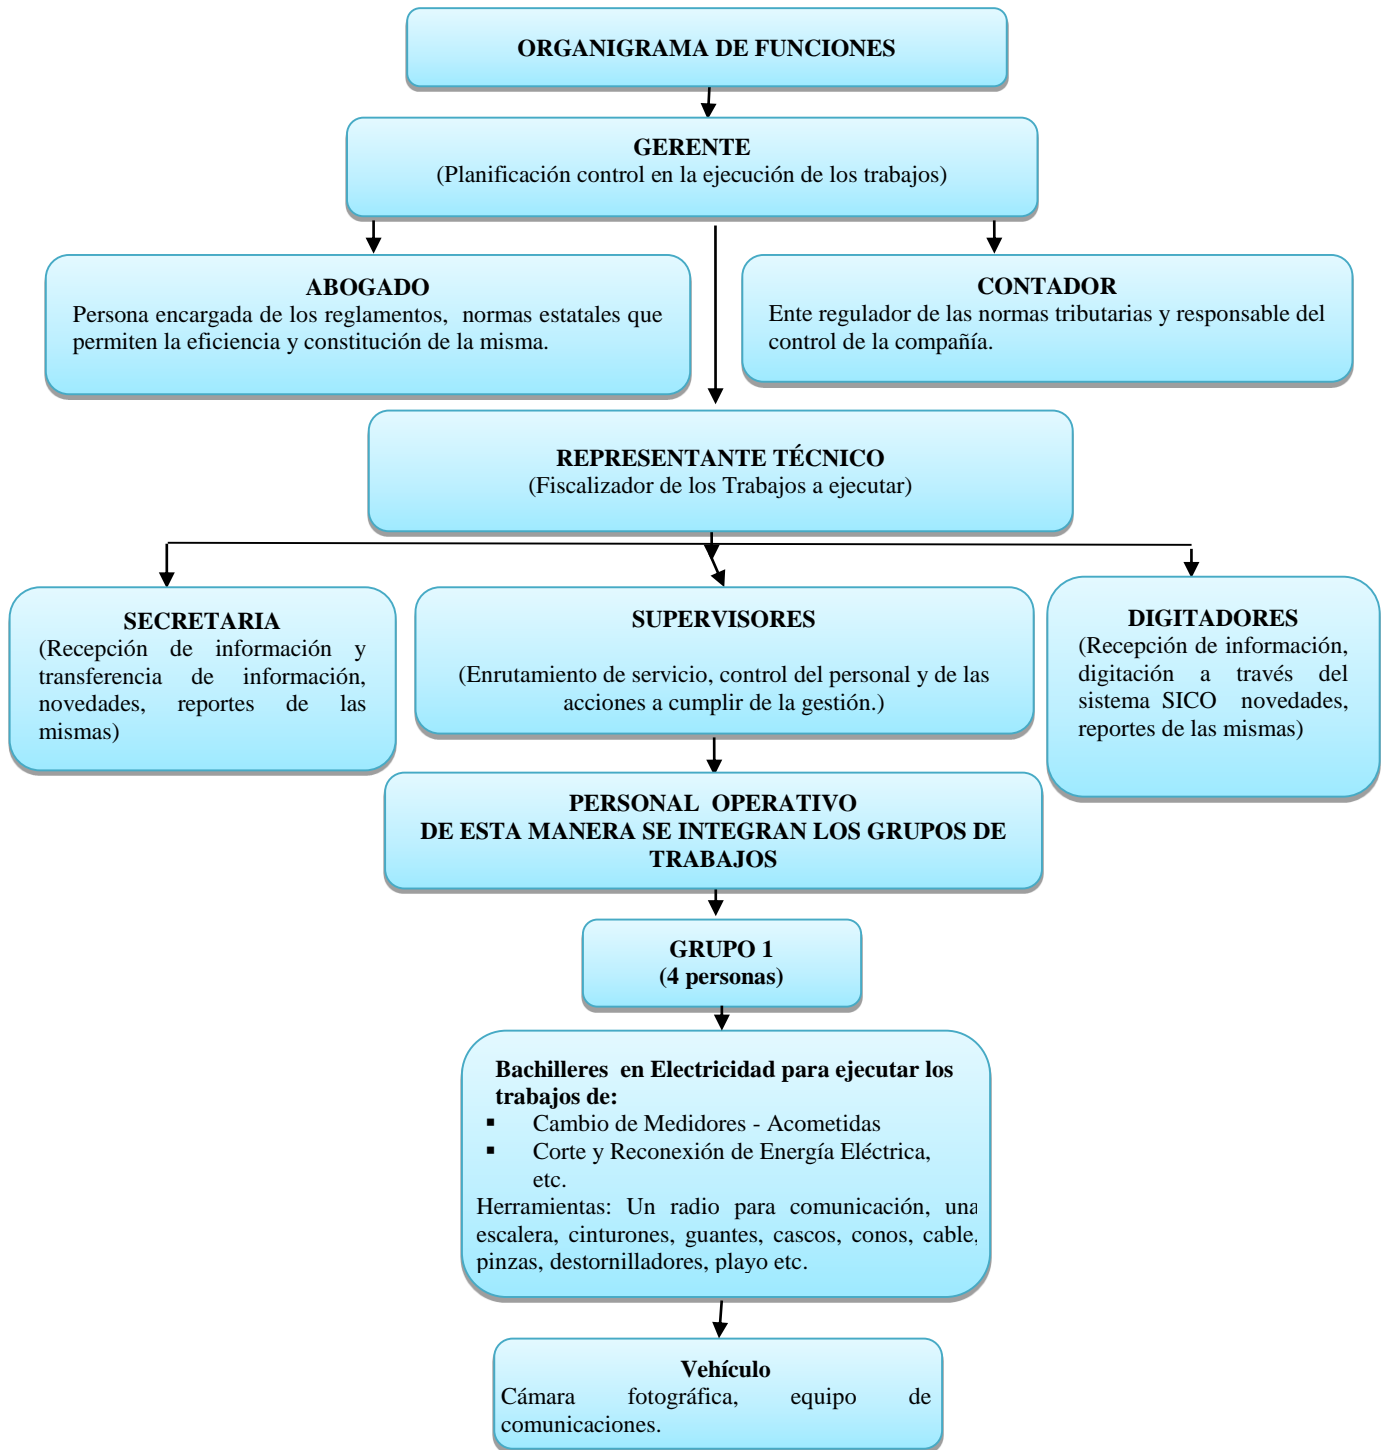 ORGANIGRAMA DE FUNCIONES
GERENTE
(Planificación control en la ejecución de los trabajos)
ABOGADO
Persona encargada de los reglamentos, normas estatales que
permiten la eficiencia y constitución de la misma.
CONTADOR
Ente regulador de las normas tributarias y responsable del
control de la compañía.
REPRESENTANTE TÉCNICO
(Fiscalizador de los Trabajos a ejecutar)
SECRETARIA
(Recepción de información y
transferencia de información,
novedades, reportes de las
mismas)
SUPERVISORES
(Enrutamiento de servicio, control del personal y de las
acciones a cumplir de la gestión.)
DIGITADORES
(Recepción de información,
digitación a través del
sistema SICO novedades,
reportes de las mismas)
PERSONAL OPERATIVO
DE ESTA MANERA SE INTEGRAN LOS GRUPOS DE
TRABAJOS
GRUPO 1
(4 personas)
Bachilleres en Electricidad para ejecutar los
trabajos de:
▪ Cambio de Medidores - Acometidas
▪ Corte y Reconexión de Energía Eléctrica,
etc.
Herramientas: Un radio para comunicación, una
escalera, cinturones, guantes, cascos, conos, cable,
pinzas, destornilladores, playo etc.
Vehículo
Cámara fotográfica, equipo de
comunicaciones.